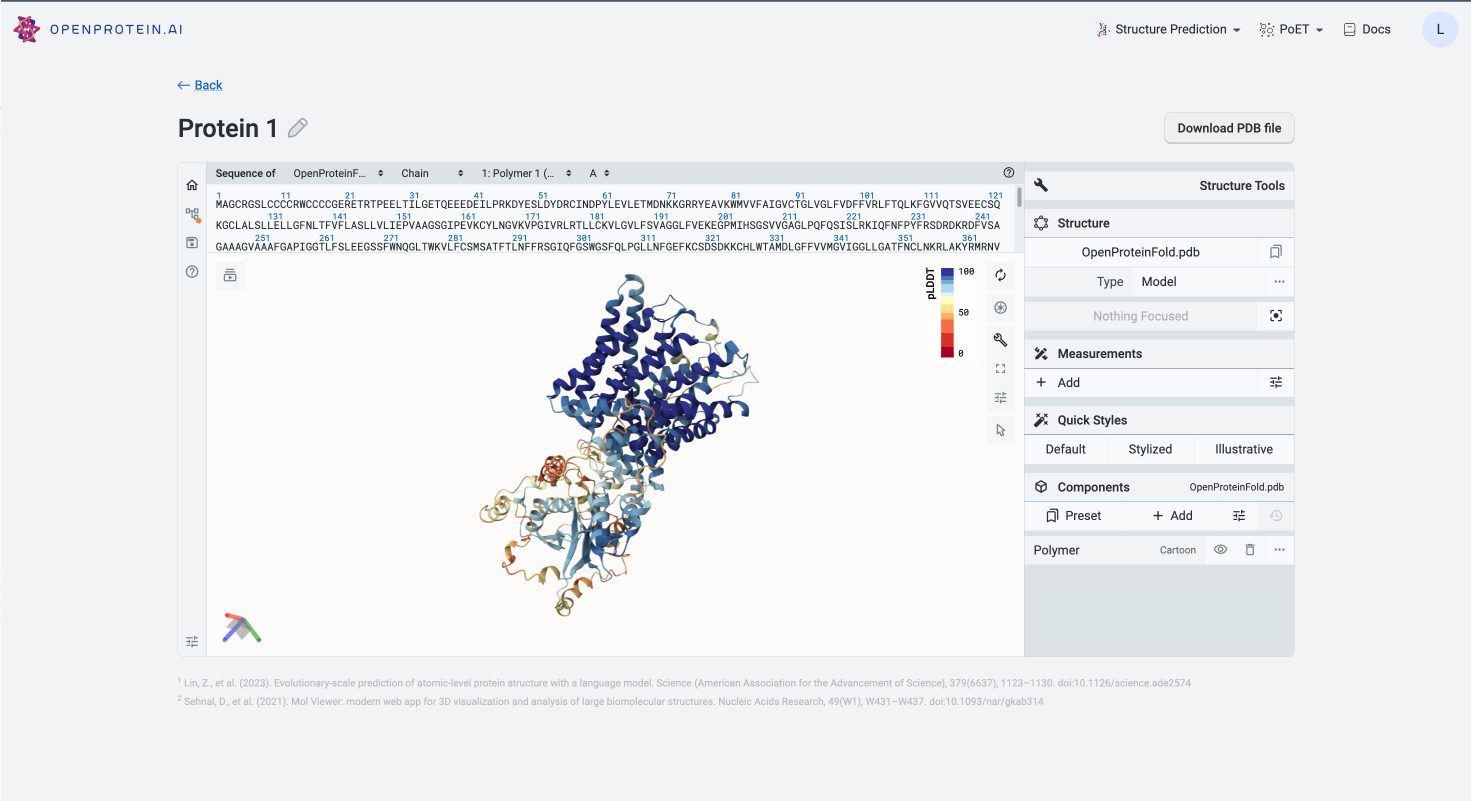 OPENPROTEIN.AI
Structure Prediction PoET Docs L
← Back
Protein 1
Download PDB file
Sequence of OpenProteinF... Chain 1: Polymer 1 (... A
1 11 21 31 41 51 61 71 81 91 101 111 121
MAGCRGSLCCCCRWCCCCGERETRTPEELTILGETQEEEDEILPRKDYESLDYDRCINDPYLEVLETMDNKKGRRYEAVKWMVVFAIGVCTGLVGLFVDFFVRLFTQLKFGVVQTSVEECSQ
131 141 151 161 171 181 191 201 211 221 231 241
KGCLALSLLELLGFNLTFVFLASLLVLIEPVAAGSGIPEVKCYLNGVKVPGIVRLRTLLCKVLGVLFSVAGGLFVEKEGPMIHSGSVVGAGLPQFQSISLRKIQFNFPYFRSDRDKRDFVSA
251 261 271 281 291 301 311 321 331 341 351 361
GAAAGVAAAFGAPIGGTLFSLEEGSSFWNQGLTWKVLFCSMSATFTLNFFRSGIQFGSWGSFQLPGLLNFGEFKCSDSDKKCHLWTAMDLGFFVVMGVIGGLLGATFNCLNKRLAKYRMRNV
pLDDT
100
50
0
Structure Tools
Structure
OpenProteinFold.pdb
Type Model
Nothing Focused
Measurements
+ Add
Quick Styles
Default Stylized Illustrative
Components OpenProteinFold.pdb
Preset + Add
Polymer Cartoon
1 Lin, Z., et al. (2023). Evolutionary-scale prediction of atomic-level protein structure with a language model. Science (American Association for the Advancement of Science), 379(6637), 1123–1130. doi:10.1126/science.ade2574
2 Sehnal, D., et al. (2021). Mol Viewer: modern web app for 3D visualization and analysis of large biomolecular structures. Nucleic Acids Research, 49(W1), W431–W437. doi:10.1093/nar/gkab314